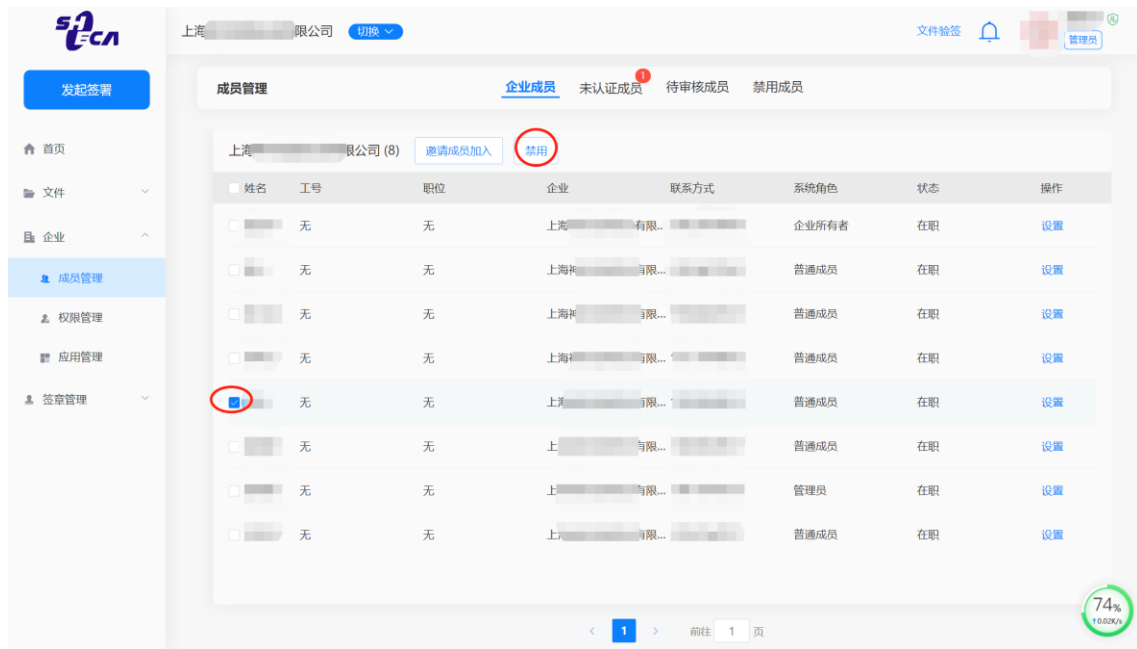 SHECA
上海 限公司 切换
文件验签
管理员
发起签署
首页
文件
企业
成员管理
权限管理
应用管理
签章管理
成员管理 企业成员 未认证成员 1 待审核成员 禁用成员
上海 限公司 (8) 邀请成员加入 禁用
姓名 工号 职位 企业 联系方式 系统角色 状态 操作
无 无 上海 有限... 企业所有者 在职 设置
无 无 上海神 有限... 普通成员 在职 设置
无 无 上海神 有限... 普通成员 在职 设置
无 无 上海 有限... 普通成员 在职 设置
无 无 上海 有限... 普通成员 在职 设置
无 无 上 有限... 普通成员 在职 设置
无 无 上 有限... 管理员 在职 设置
无 无 上 有限... 普通成员 在职 设置
< 1 > 前往 1 页
74%
↑0.02K/s